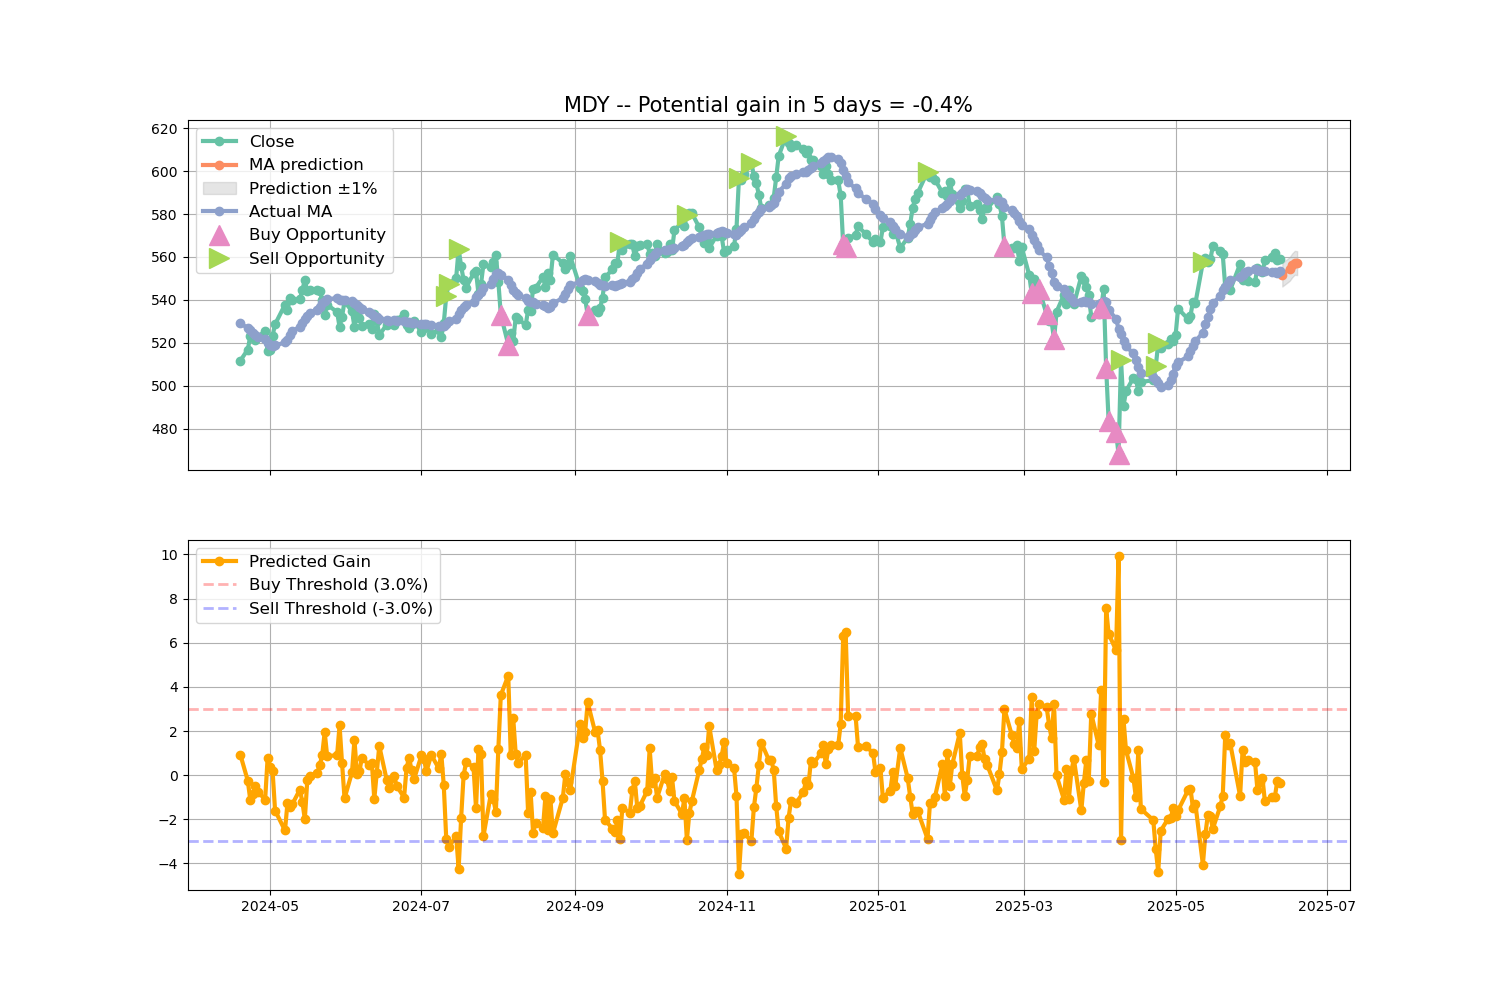 MDY -- Potential gain in 5 days = -0.4%
620
600
580
560
540
520
500
480
Close
MA prediction
Prediction ±1%
Actual MA
Buy Opportunity
Sell Opportunity
10
8
6
4
2
0
−2
−4
Predicted Gain
Buy Threshold (3.0%)
Sell Threshold (-3.0%)
2024-05 2024-07 2024-09 2024-11 2025-01 2025-03 2025-05 2025-07